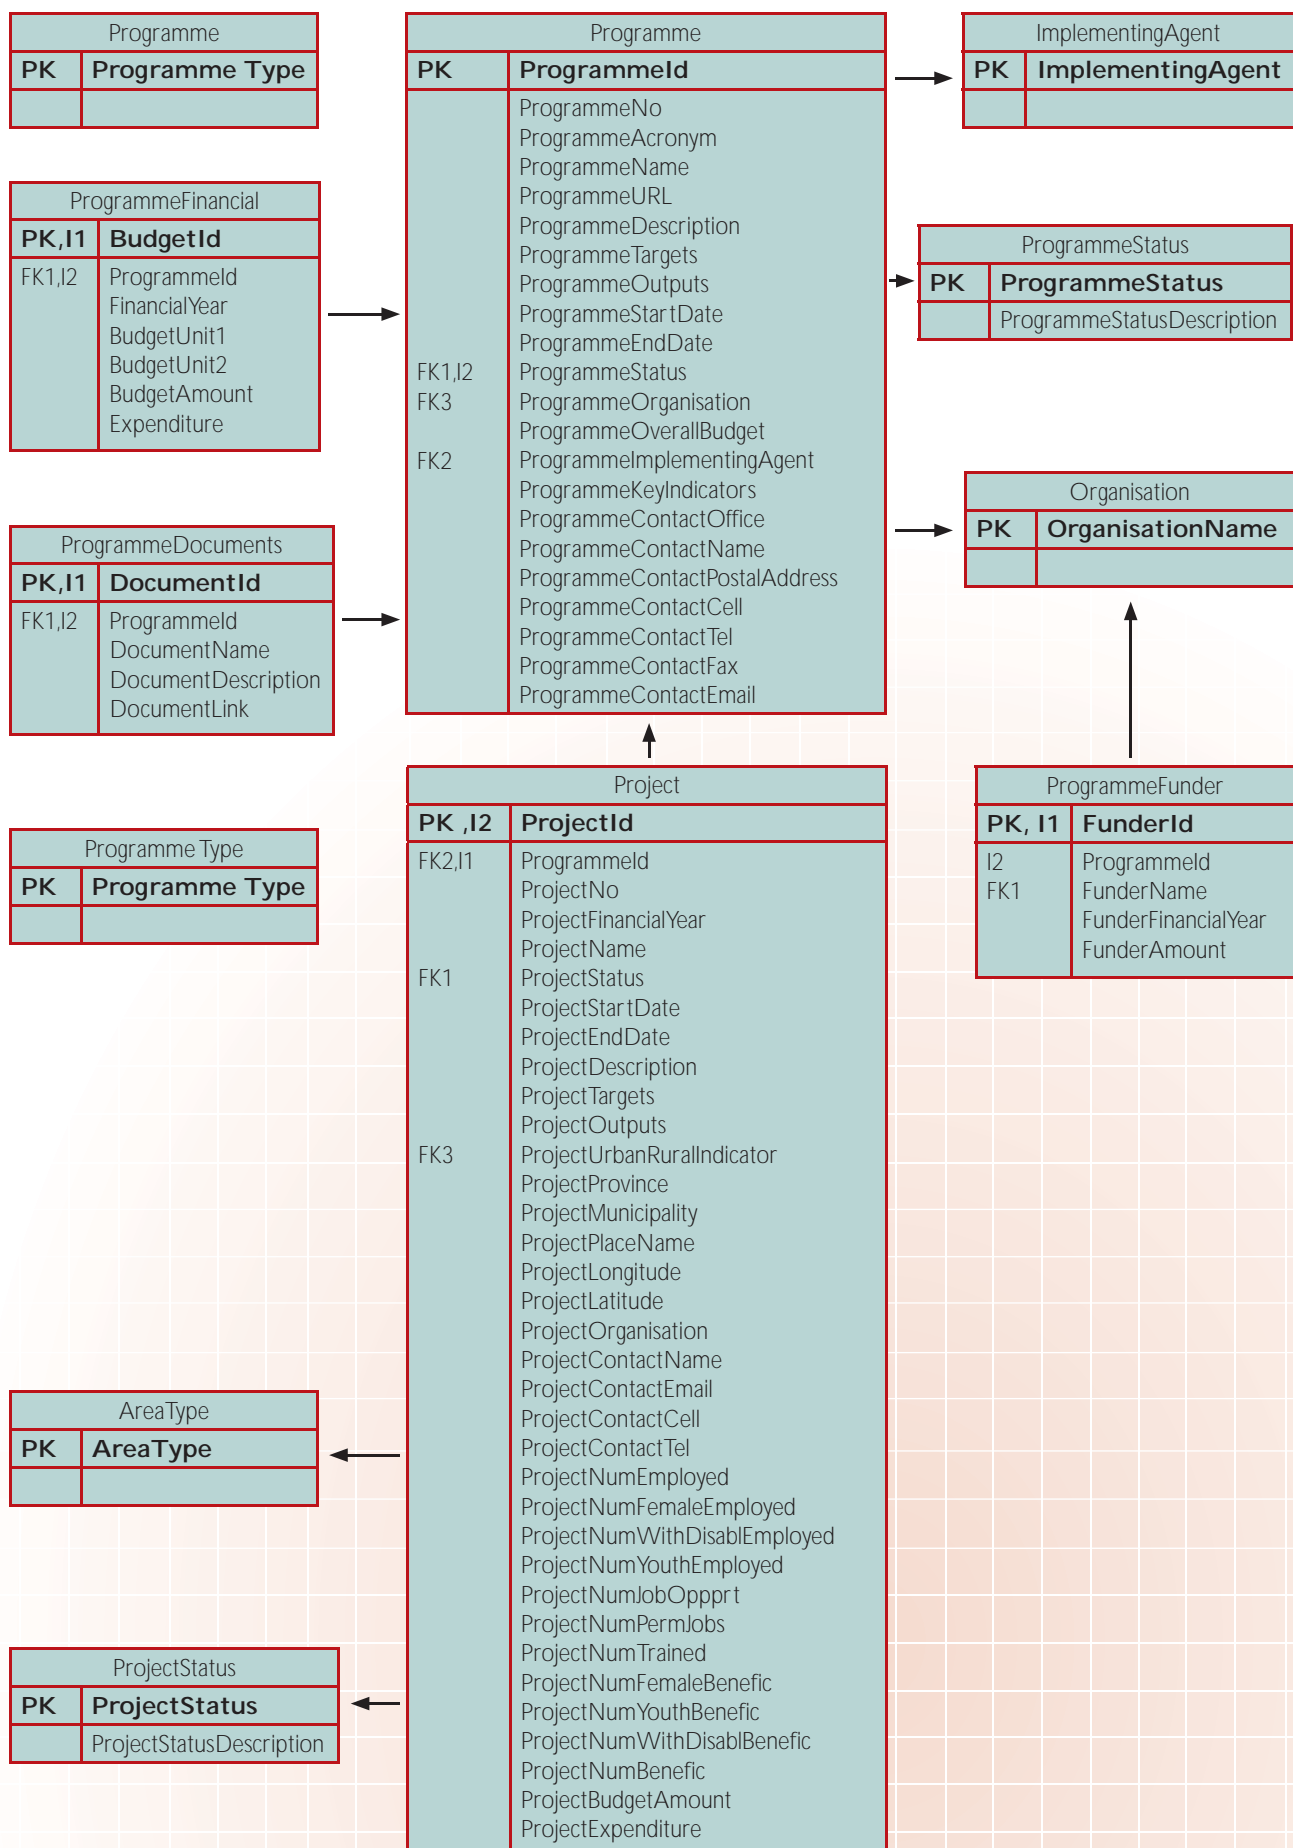 Programme
PK Programme Type
ProgrammeFinancial
PK,I1 BudgetId
FK1,I2 ProgrammeId
FinancialYear
BudgetUnit1
BudgetUnit2
BudgetAmount
Expenditure
ProgrammeDocuments
PK,I1 DocumentId
FK1,I2 ProgrammeId
DocumentName
DocumentDescription
DocumentLink
Programme Type
PK Programme Type
AreaType
PK AreaType
ProjectStatus
PK ProjectStatus
ProjectStatusDescription
Programme
PK ProgrammeId
ProgrammeNo
ProgrammeAcronym
ProgrammeName
ProgrammeURL
ProgrammeDescription
ProgrammeTargets
ProgrammeOutputs
ProgrammeStartDate
ProgrammeEndDate
FK1,I2 ProgrammeStatus
FK3 ProgrammeOrganisation
ProgrammeOverallBudget
FK2 ProgrammeImplementingAgent
ProgrammeKeyIndicators
ProgrammeContactOffice
ProgrammeContactName
ProgrammeContactPostalAddress
ProgrammeContactCell
ProgrammeContactTel
ProgrammeContactFax
ProgrammeContactEmail
Project
PK ,I2 ProjectId
FK2,I1 ProgrammeId
ProjectNo
ProjectFinancialYear
ProjectName
FK1 ProjectStatus
ProjectStartDate
ProjectEndDate
ProjectDescription
ProjectTargets
ProjectOutputs
FK3 ProjectUrbanRuralIndicator
ProjectProvince
ProjectMunicipality
ProjectPlaceName
ProjectLongitude
ProjectLatitude
ProjectOrganisation
ProjectContactName
ProjectContactEmail
ProjectContactCell
ProjectContactTel
ProjectNumEmployed
ProjectNumFemaleEmployed
ProjectNumWithDisablEmployed
ProjectNumYouthEmployed
ProjectNumJobOppprt
ProjectNumPermJobs
ProjectNumTrained
ProjectNumFemaleBenefic
ProjectNumYouthBenefic
ProjectNumWithDisablBenefic
ProjectNumBenefic
ProjectBudgetAmount
ProjectExpenditure
ImplementingAgent
PK ImplementingAgent
ProgrammeStatus
PK ProgrammeStatus
ProgrammeStatusDescription
Organisation
PK OrganisationName
ProgrammeFunder
PK, I1 FunderId
I2 ProgrammeId
FK1 FunderName
FunderFinancialYear
FunderAmount